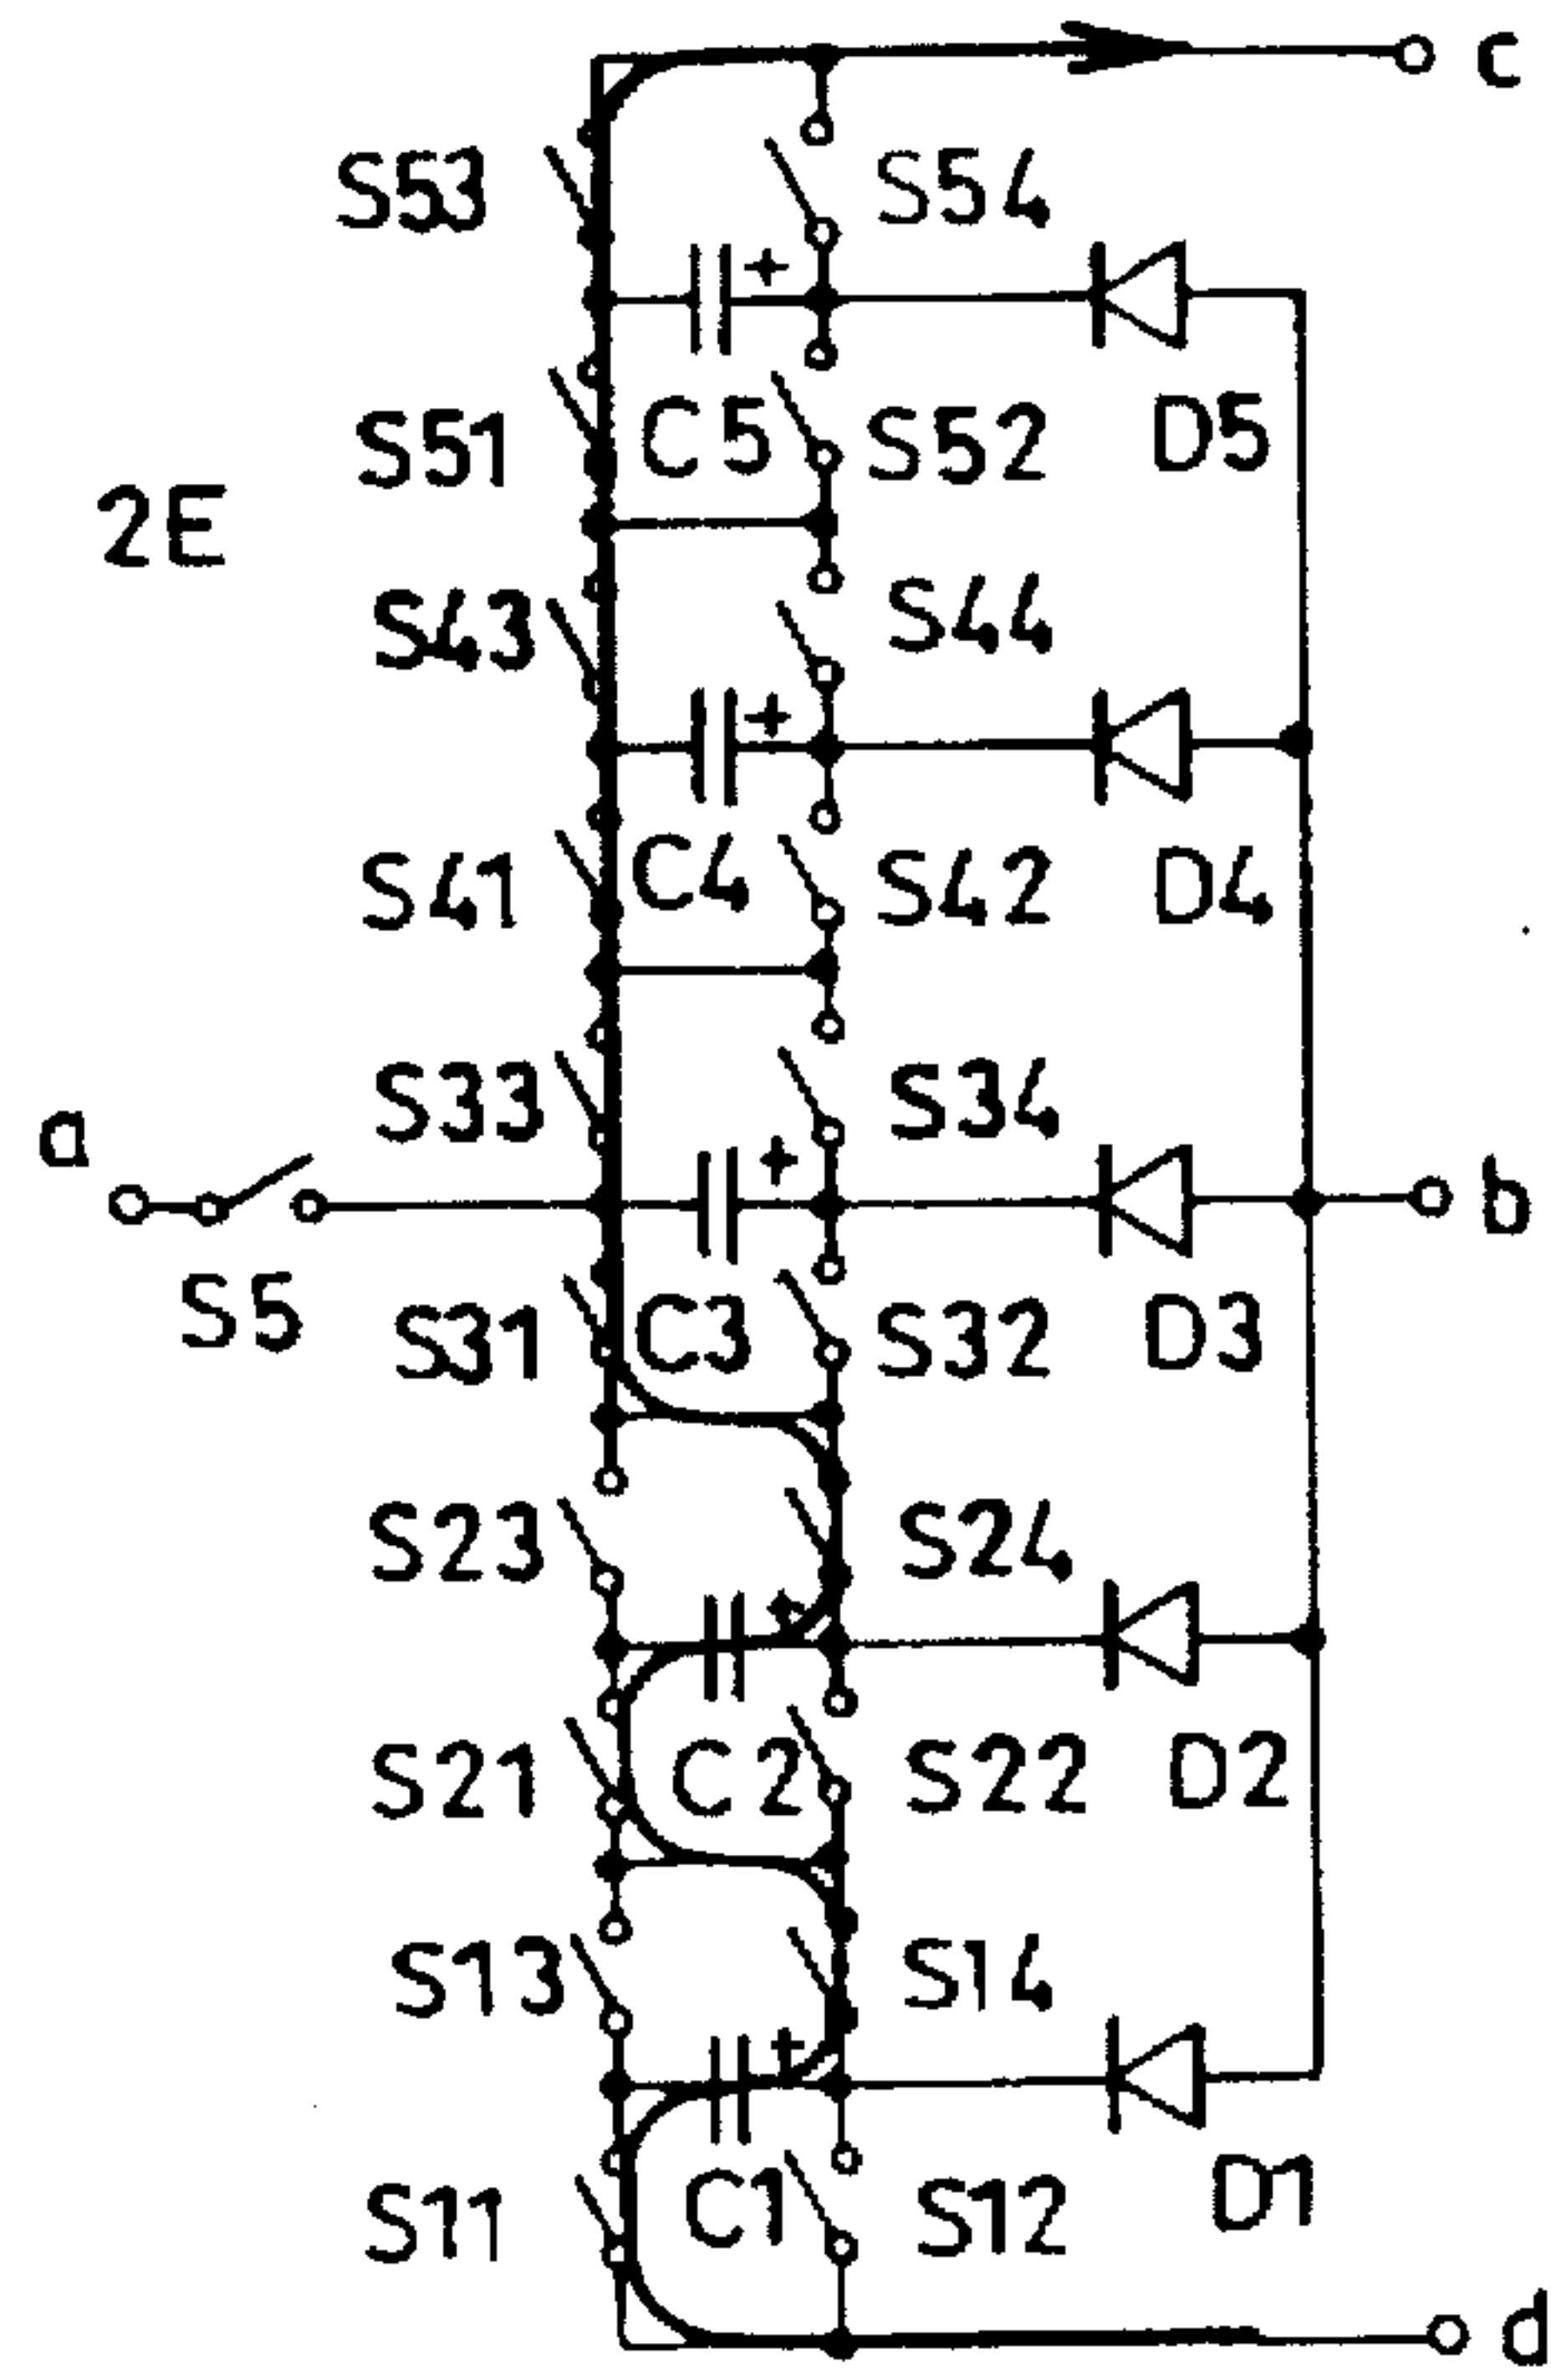 c
S53 S54
+
S51 C5 S52 D5
2E
S43 S44
+
S41 C4 S42 D4
S33 S34
a
+
b
S5
S31 C3 S32 D3
S23 S24
+
S21 C2 S22 D2
S13 S14
+
S11 C1 S12 D1
d